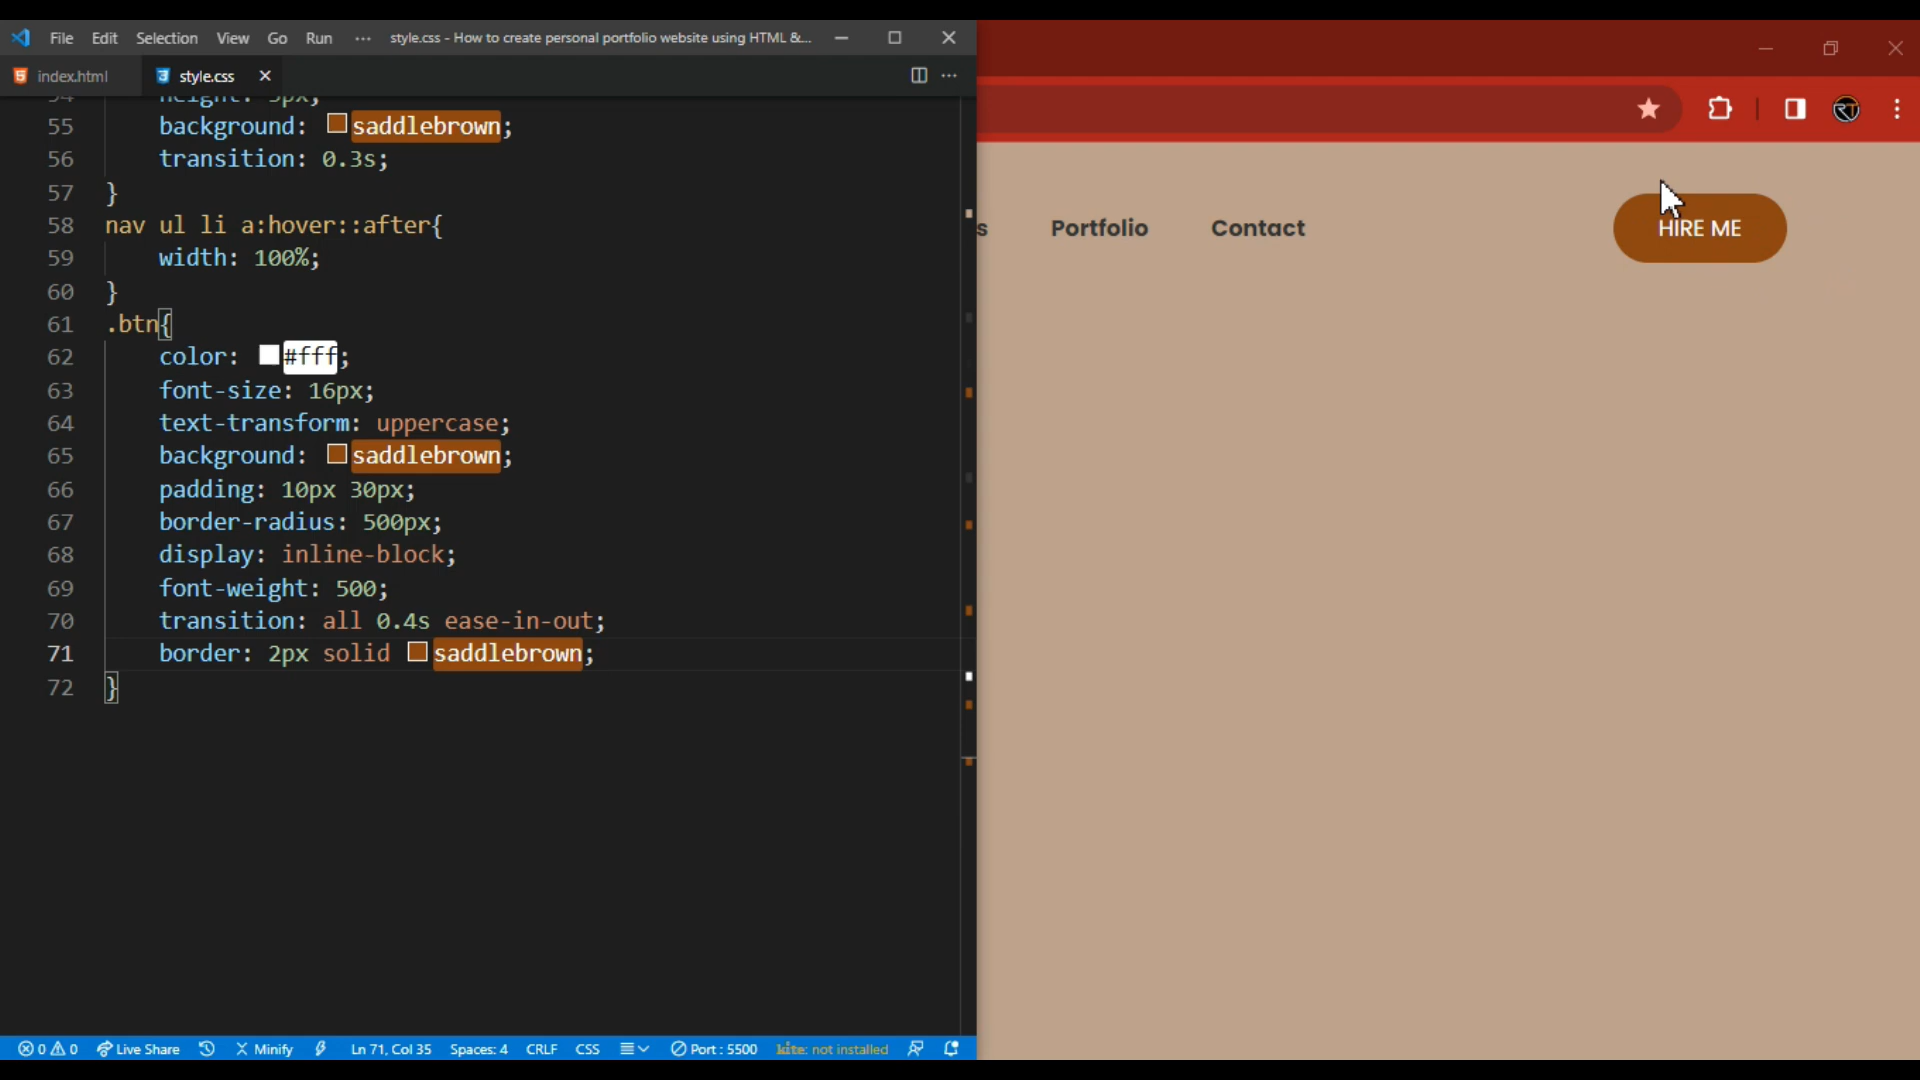 File Edit Selection View Go Run ··· style.css - How to create personal portfolio website using HTML &...
index.html style.css
54 height: 5px;
55 background: saddlebrown;
56 transition: 0.3s;
57 }
58 nav ul li a:hover::after{
59 width: 100%;
60 }
61 .btn{
62 color: #fff;
63 font-size: 16px;
64 text-transform: uppercase;
65 background: saddlebrown;
66 padding: 10px 30px;
67 border-radius: 500px;
68 display: inline-block;
69 font-weight: 500;
70 transition: all 0.4s ease-in-out;
71 border: 2px solid saddlebrown;
72 }
0 0 Live Share Minify Ln 71, Col 35 Spaces: 4 CRLF CSS Port : 5500 kite: not installed
RT
s Portfolio Contact HIRE ME